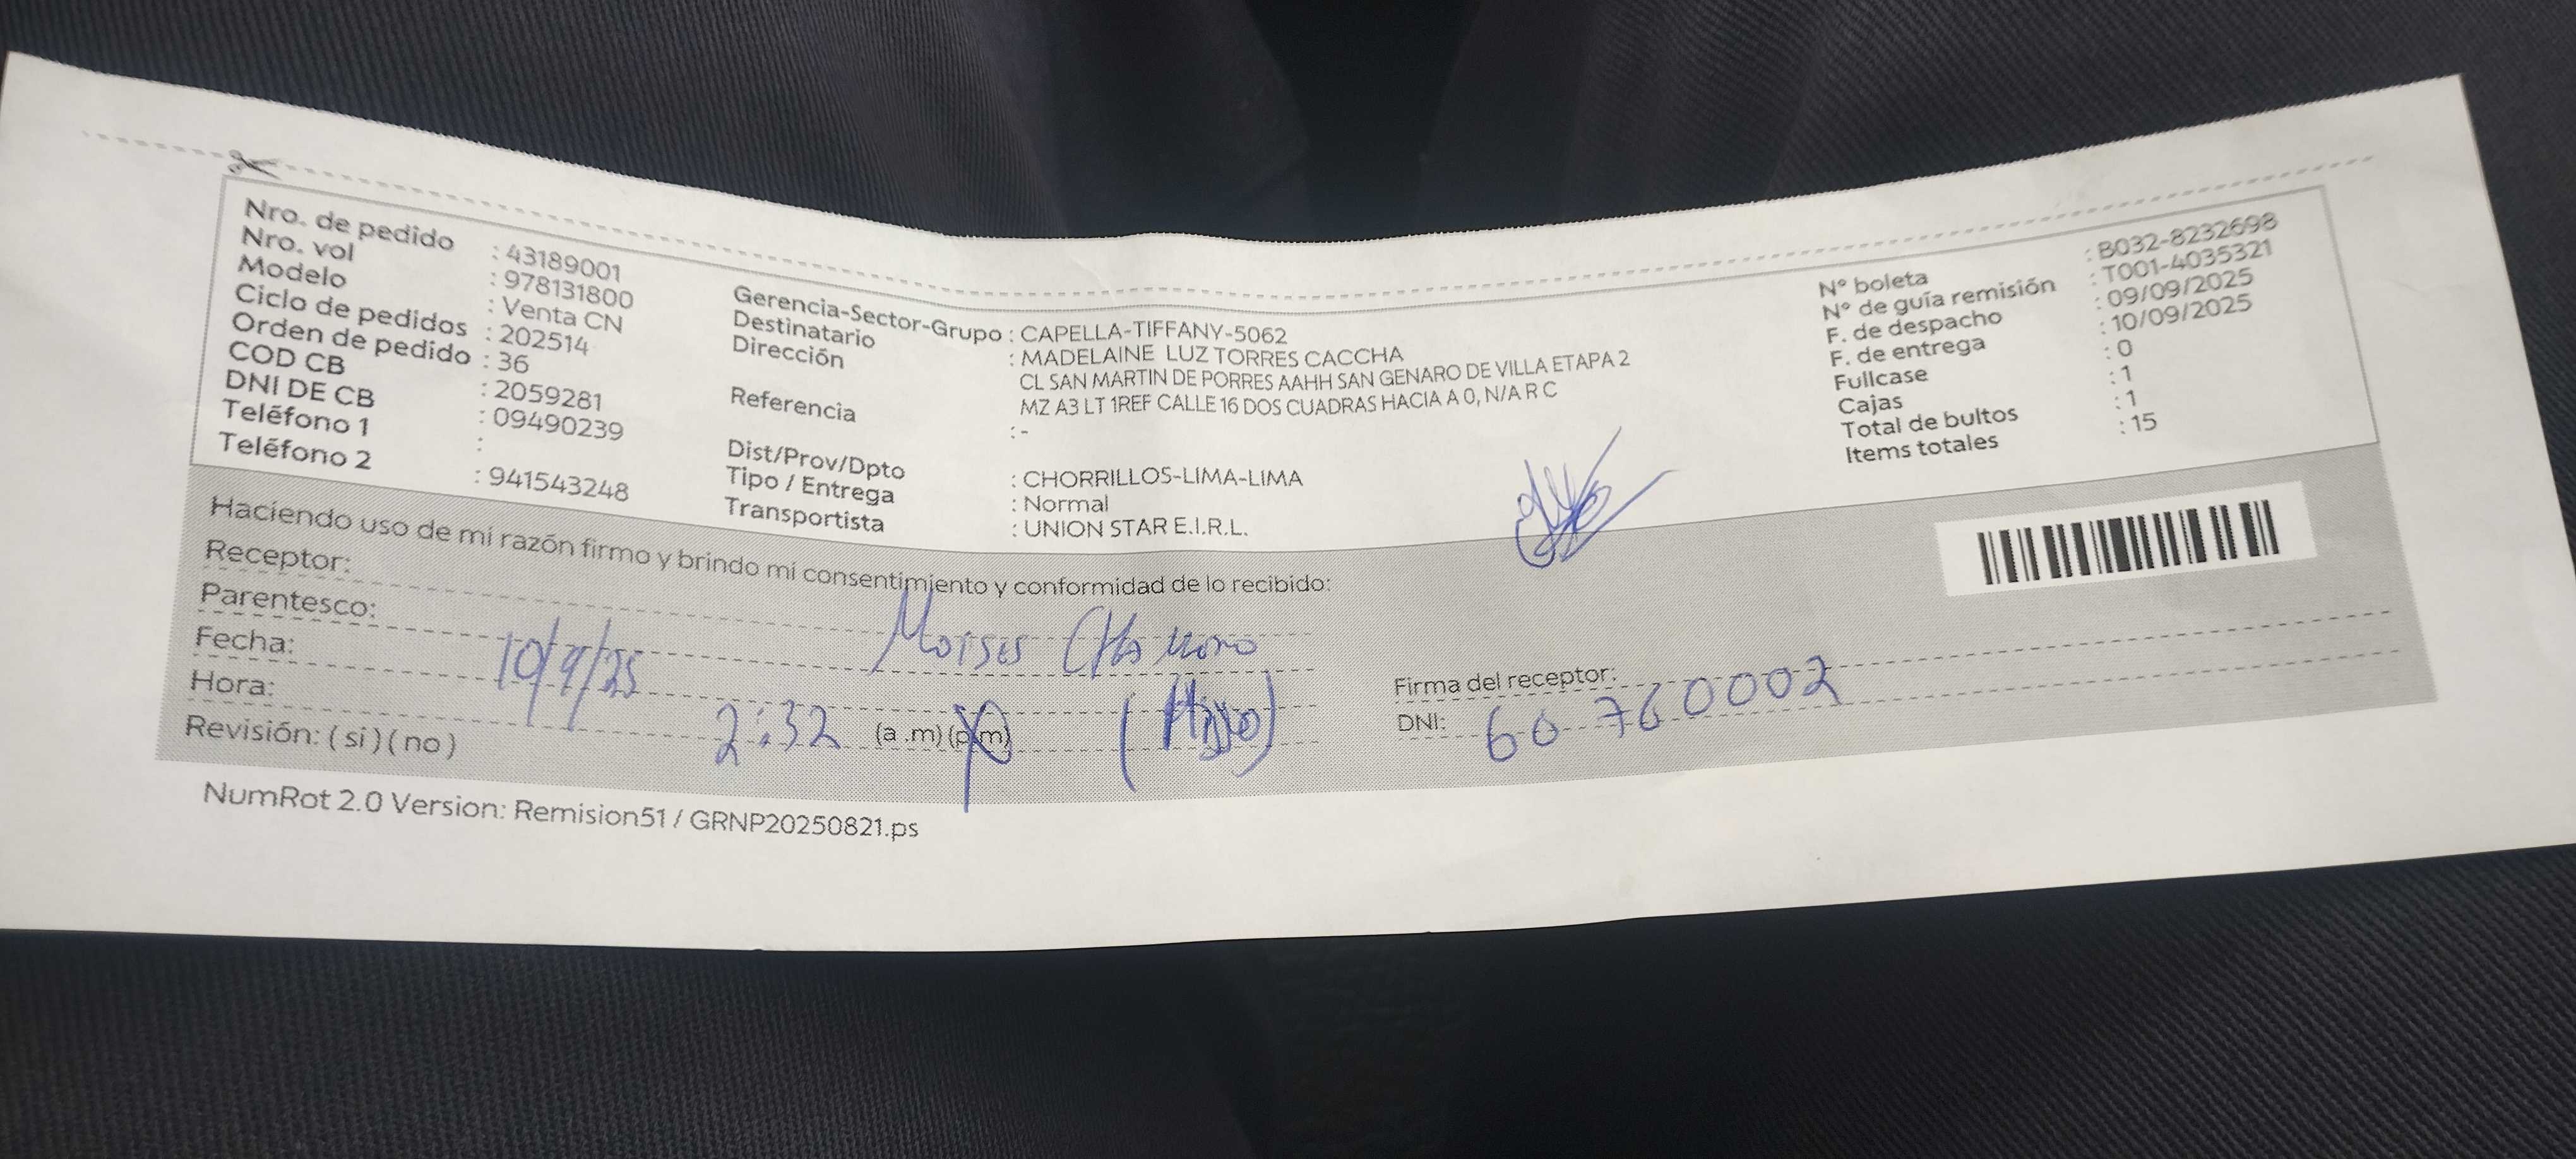 Nro. de pedido : 43189001
Nro. vol : 978131800
Modelo : Venta CN
Ciclo de pedidos : 202514
Orden de pedido : 36
COD CB : 2059281
DNI DE CB : 09490239
Teléfono 1 :
Teléfono 2 : 941543248
Gerencia-Sector-Grupo : CAPELLA-TIFFANY-5062
Destinatario : MADELAINE LUZ TORRES CACCHA
Dirección CL SAN MARTIN DE PORRES AAHH SAN GENARO DE VILLA ETAPA 2
MZ A3 LT 1REF CALLE 16 DOS CUADRAS HACIA A 0, N/A R C
Referencia : -
Dist/Prov/Dpto : CHORRILLOS-LIMA-LIMA
Tipo / Entrega : Normal
Transportista : UNION STAR E.I.R.L.
N° boleta : B032-8232698
N° de guía remisión : T001-4035321
F. de despacho : 09/09/2025
F. de entrega : 10/09/2025
Fullcase : 0
Cajas : 1
Total de bultos : 1
Items totales : 15
Haciendo uso de mi razón firmo y brindo mi consentimiento y conformidad de lo recibido:
Receptor: Moises
Parentesco: (Hijo)
Fecha: 10/9/25
Hora: 2:32 (a .m) (p.m)
Revisión: ( si ) ( no )
Firma del receptor:
DNI: 60760002
NumRot 2.0 Version: Remision51 / GRNP20250821.ps